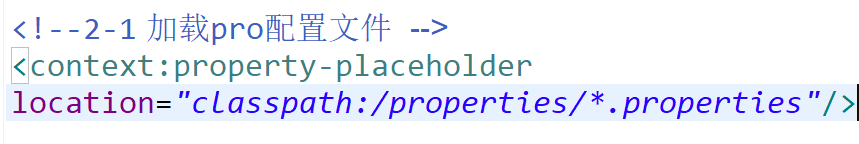 <!--2-1 加载pro配置文件 -->
<context:property-placeholder
location="classpath:/properties/*.properties"/>